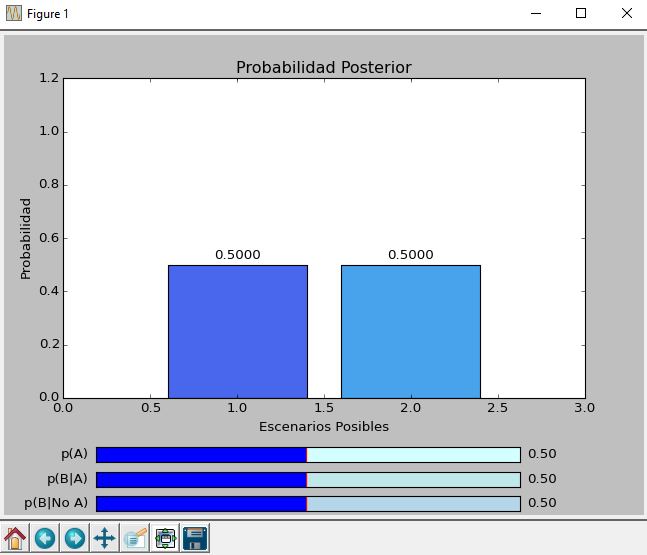 Figure 1
Probabilidad Posterior
1.2
1.0
0.8
0.6
0.4
0.2
0.0
Probabilidad
0.5000 0.5000
0.0 0.5 1.0 1.5 2.0 2.5 3.0
Escenarios Posibles
p(A) 0.50
p(B|A) 0.50
p(B|No A) 0.50